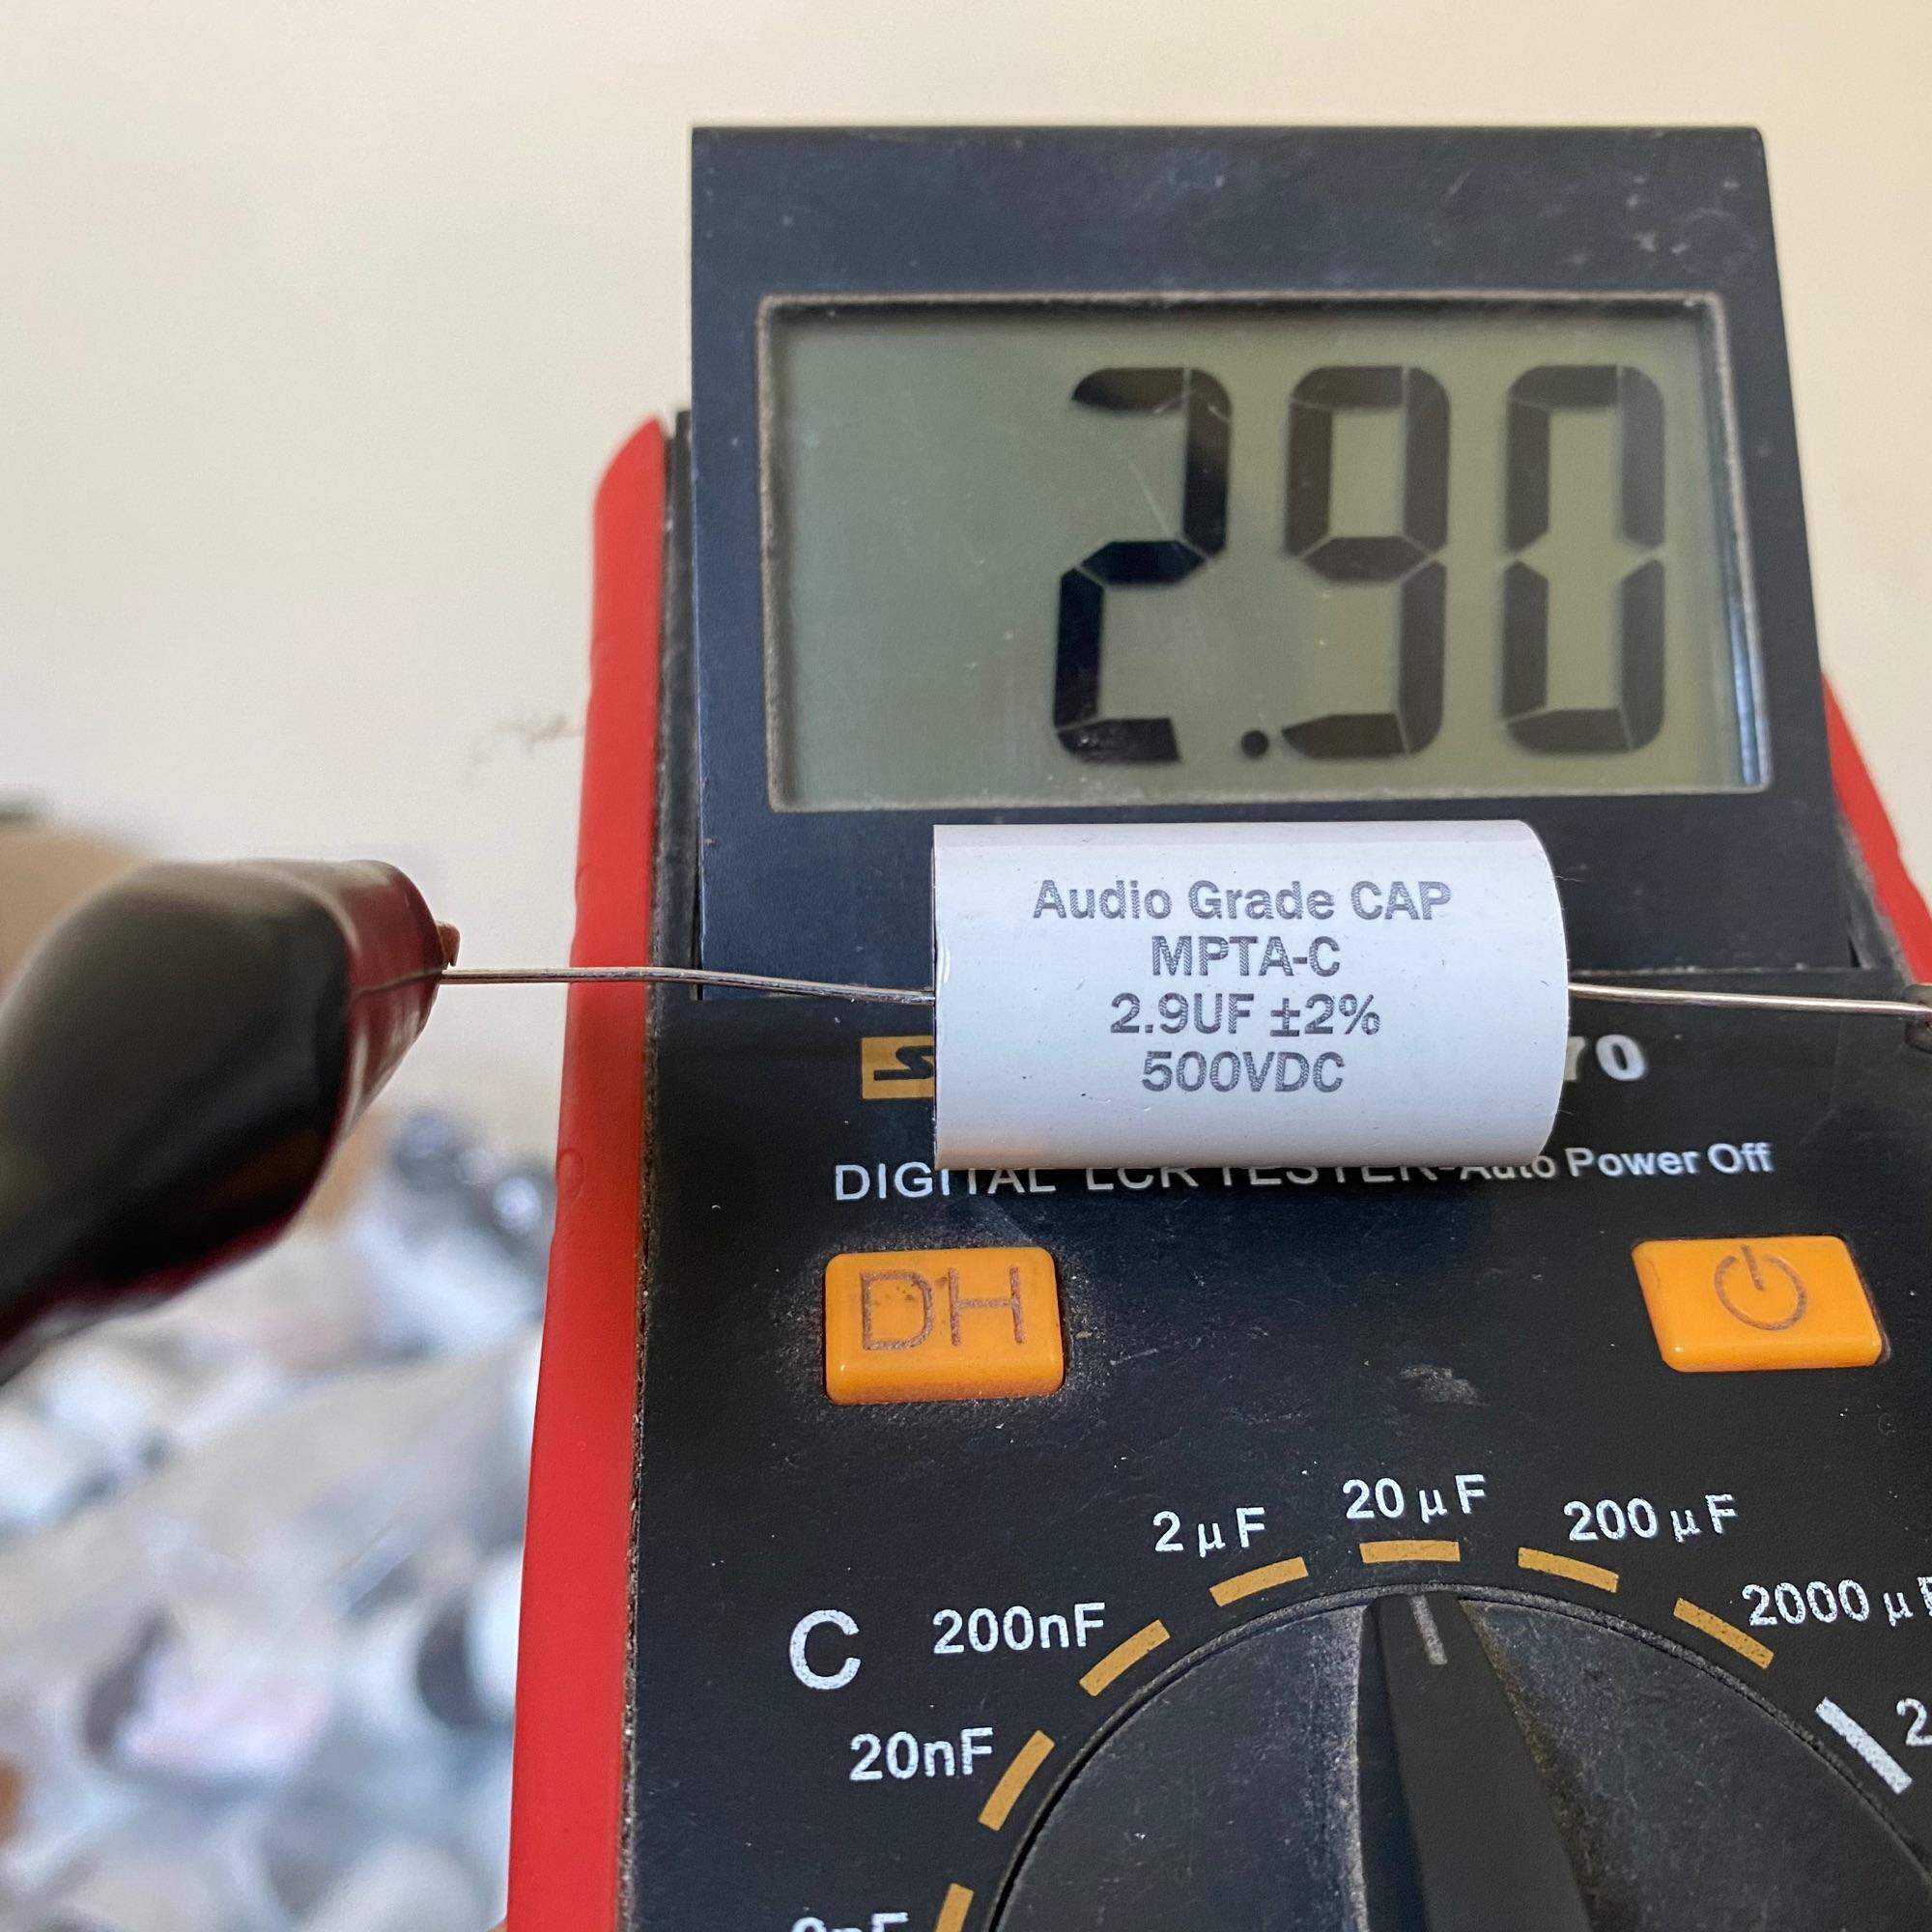 2.90
Audio Grade CAP
MPTA-C
2.9UF ±2%
500VDC
70
DIGITAL LCR TESTER-Auto Power Off
DH
2μF
20μF
200μF
2000μF
C
200nF
20nF